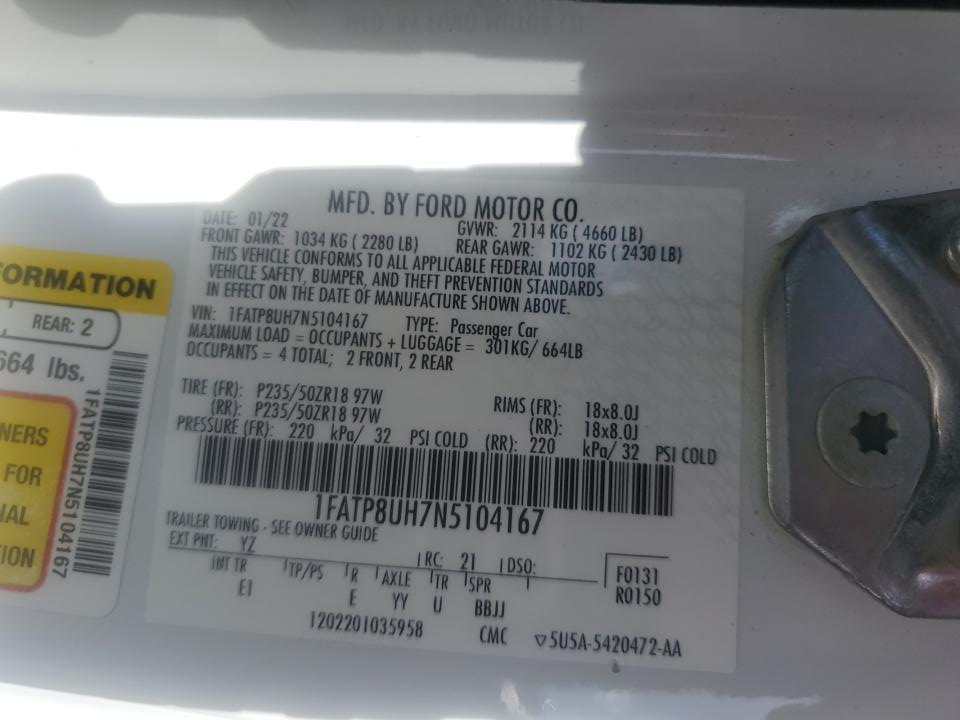 MFD. BY FORD MOTOR CO.
DATE: 01/22
GVWR: 2114 KG ( 4660 LB)
FRONT GAWR: 1034 KG ( 2280 LB)
REAR GAWR: 1102 KG ( 2430 LB)
THIS VEHICLE CONFORMS TO ALL APPLICABLE FEDERAL MOTOR
VEHICLE SAFETY, BUMPER, AND THEFT PREVENTION STANDARDS
IN EFFECT ON THE DATE OF MANUFACTURE SHOWN ABOVE.
VIN: 1FATP8UH7N5104167 TYPE: Passenger Car
MAXIMUM LOAD = OCCUPANTS + LUGGAGE = 301KG/ 664LB
OCCUPANTS = 4 TOTAL; 2 FRONT, 2 REAR
TIRE (FR): P235/50ZR18 97W RIMS (FR): 18x8.0J
(RR): P235/50ZR18 97W (RR): 18x8.0J
PRESSURE (FR): 220 kPa/ 32 PSI COLD (RR): 220 kPa/ 32 PSI COLD
1FATP8UH7N5104167
TRAILER TOWING - SEE OWNER GUIDE
EXT PNT: YZ RC: 21 DSO:
INT TR TP/PS R AXLE TR SPR
EI E YY U BBJJ
F0131
R0150
1202201035958 CMC ▽5U5A-5420472-AA
FORMATION
REAR: 2
664 lbs.
1FATP8UH7N5104167
NERS
FOR
NAL
ION